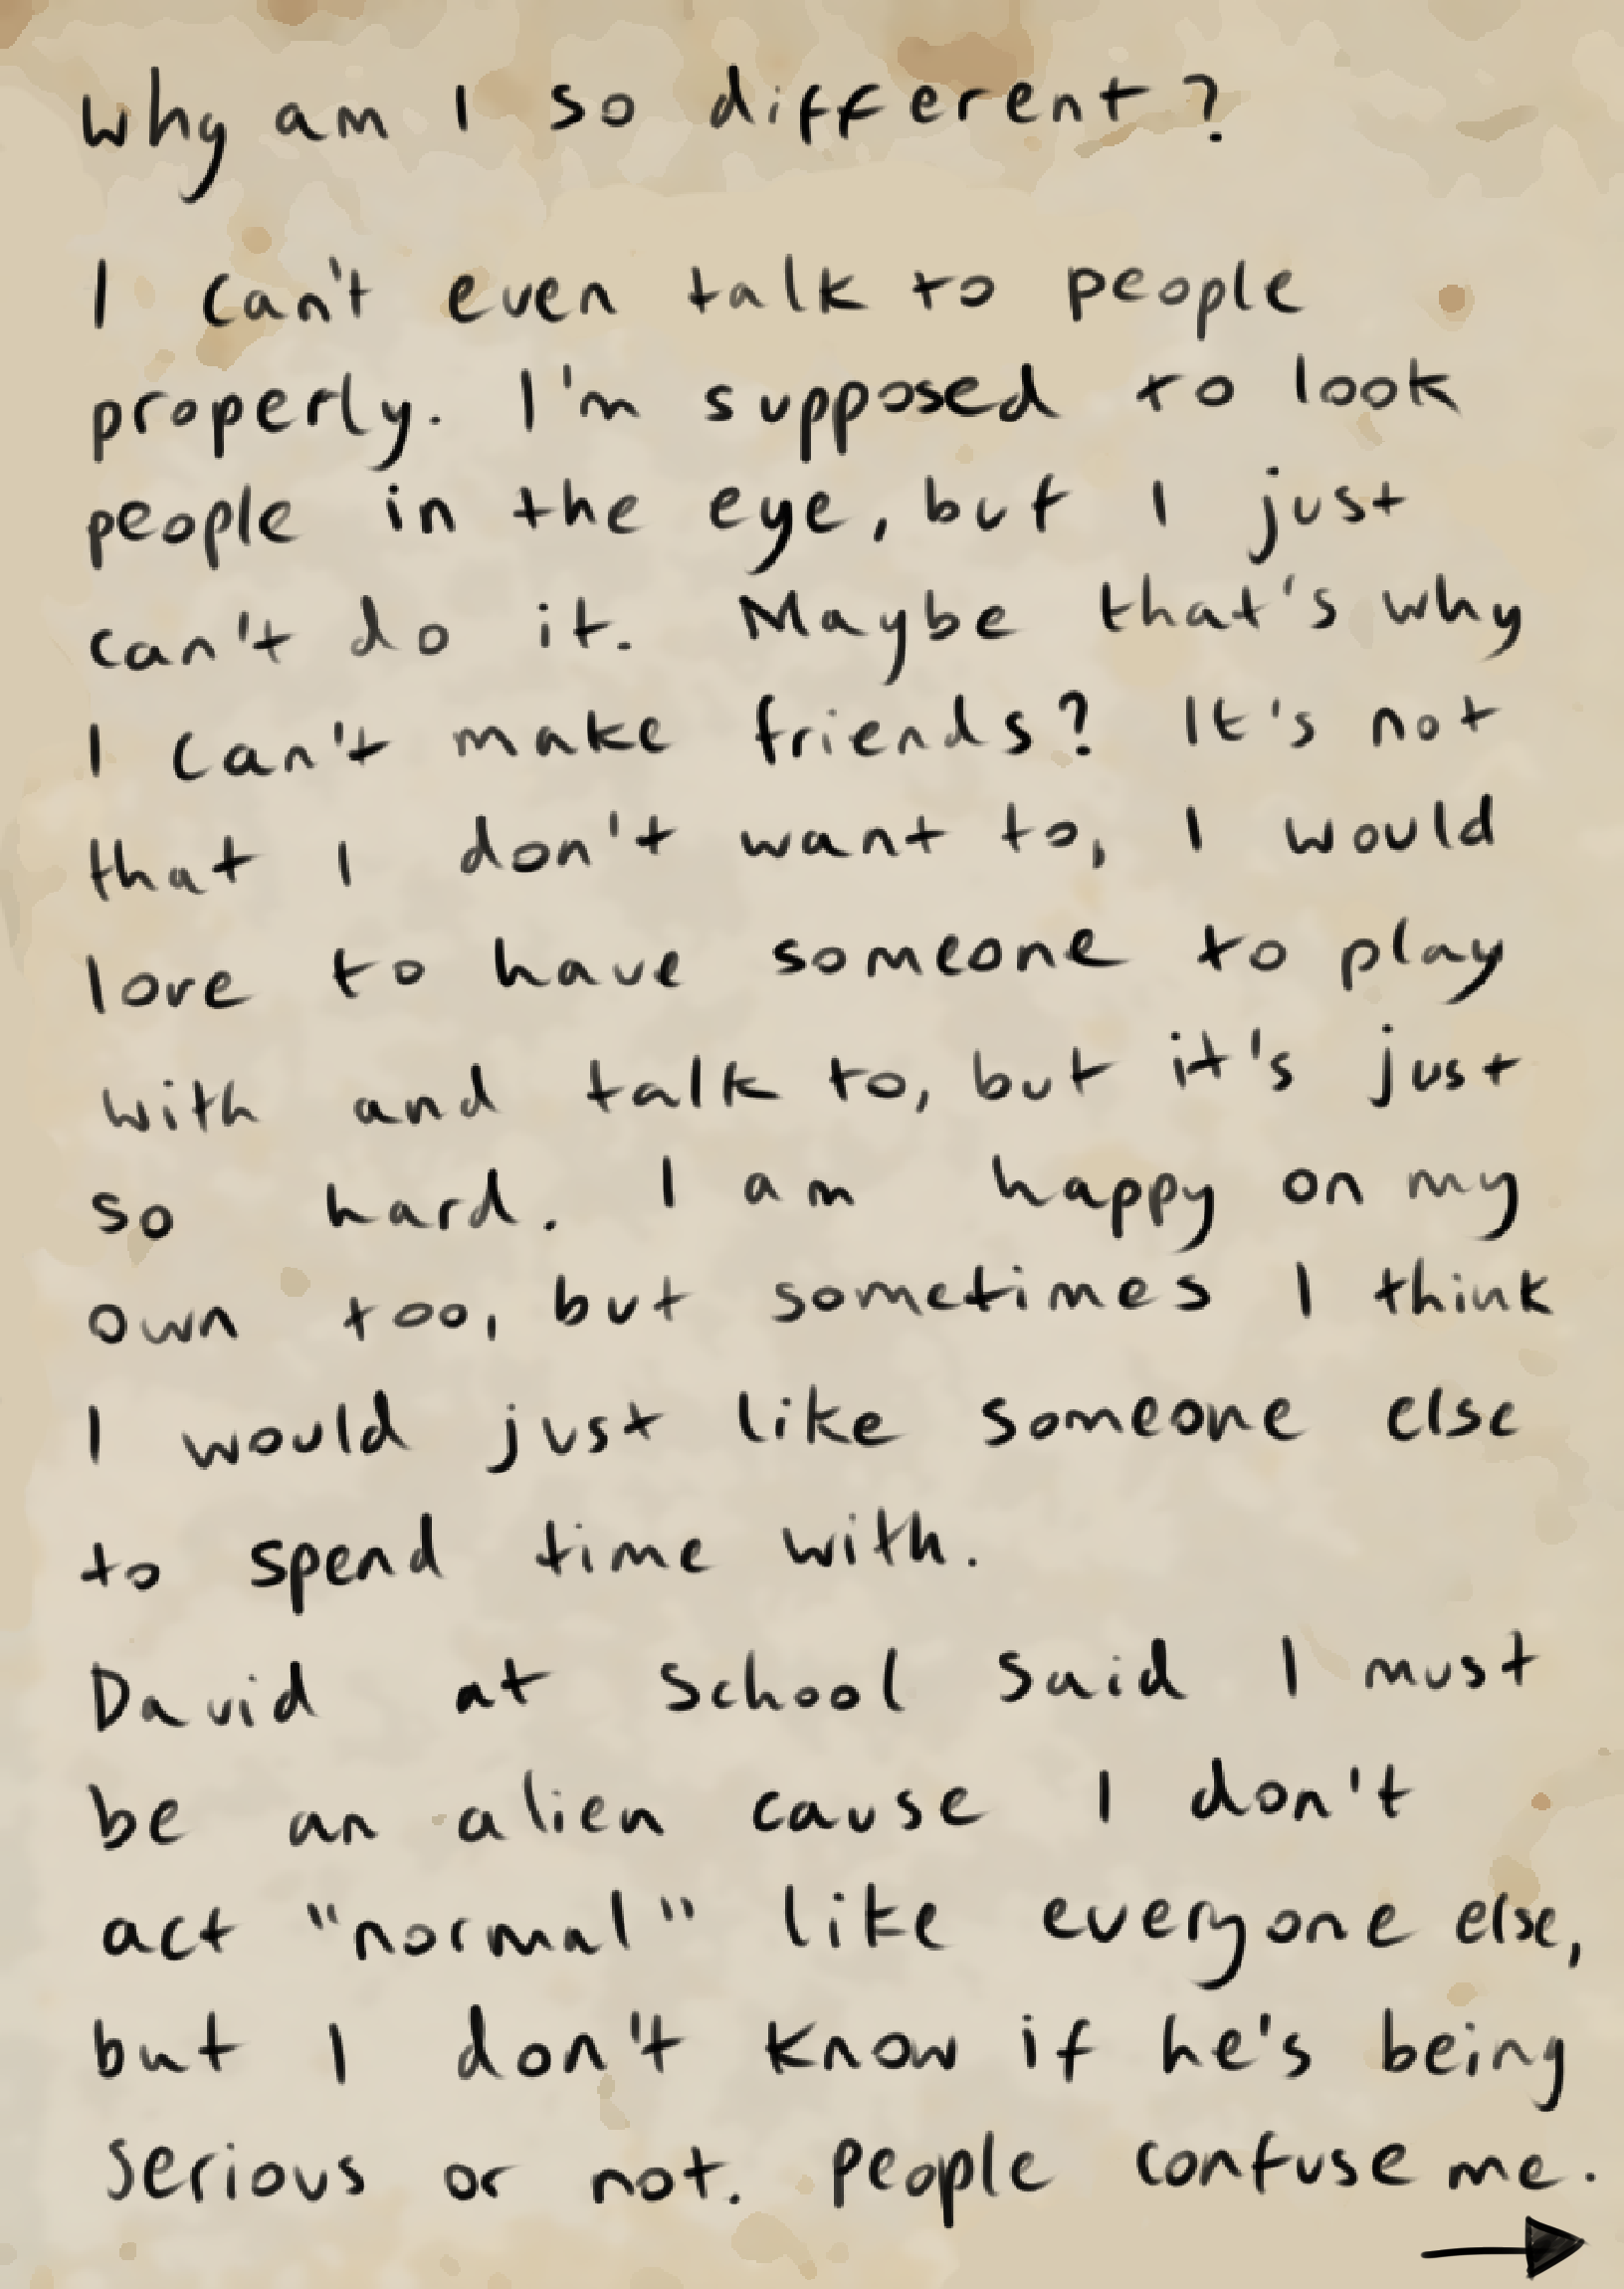 Why am I so different?
I can't even talk to people
properly. I'm supposed to look
people in the eye, but I just
can't do it. Maybe that's why
I can't make friends? It's not
that I don't want to, I would
love to have someone to play
with and talk to, but it's just
so hard. I am happy on my
own too, but sometimes I think
I would just like someone else
to spend time with.
David at school said I must
be an alien cause I don't
act "normal" like everyone else,
but I don't know if he's being
serious or not. People confuse me.